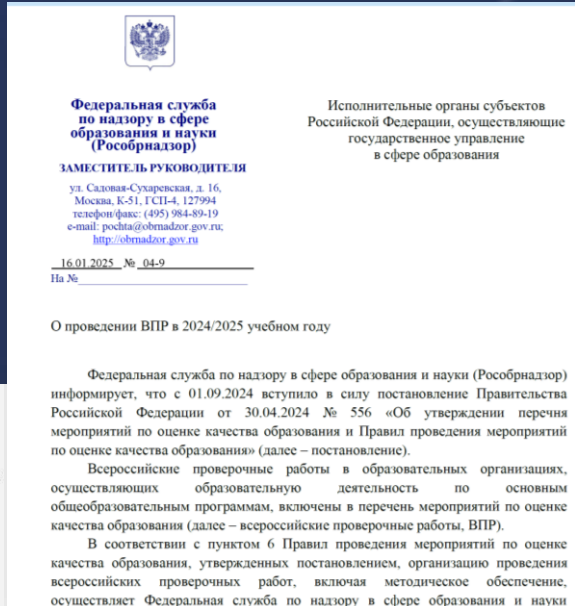 Федеральная служба
по надзору в сфере
образования и науки
(Рособрнадзор)
ЗАМЕСТИТЕЛЬ РУКОВОДИТЕЛЯ
ул. Садовая-Сухаревская, д. 16,
Москва, К-51, ГСП-4, 127994
телефон/факс: (495) 984-89-19
e-mail: pochta@obrnadzor.gov.ru;
http://obrnadzor.gov.ru
16.01.2025 № 04-9
На №
Исполнительные органы субъектов
Российской Федерации, осуществляющие
государственное управление
в сфере образования
О проведении ВПР в 2024/2025 учебном году
Федеральная служба по надзору в сфере образования и науки (Рособрнадзор)
информирует, что с 01.09.2024 вступило в силу постановление Правительства
Российской Федерации от 30.04.2024 № 556 «Об утверждении перечня
мероприятий по оценке качества образования и Правил проведения мероприятий
по оценке качества образования» (далее – постановление).
Всероссийские проверочные работы в образовательных организациях,
осуществляющих образовательную деятельность по основным
общеобразовательным программам, включены в перечень мероприятий по оценке
качества образования (далее – всероссийские проверочные работы, ВПР).
В соответствии с пунктом 6 Правил проведения мероприятий по оценке
качества образования, утвержденных постановлением, организацию проведения
всероссийских проверочных работ, включая методическое обеспечение,
осуществляет Федеральная служба по надзору в сфере образования и науки